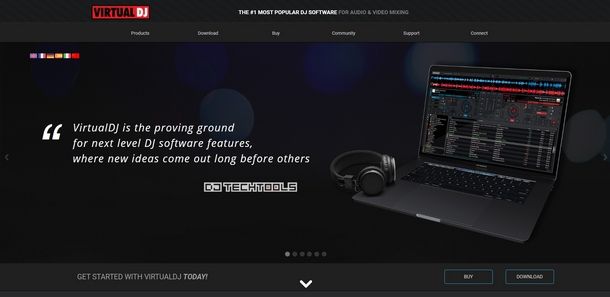 VIRTUAL DJ
THE #1 MOST POPULAR DJ SOFTWARE FOR AUDIO & VIDEO MIXING
Products Download Buy Community Support Connect
“ VirtualDJ is the proving ground
for next level DJ software features,
where new ideas come out long before others
DJ TECHTOOLS
GET STARTED WITH VIRTUALDJ TODAY!
BUY DOWNLOAD